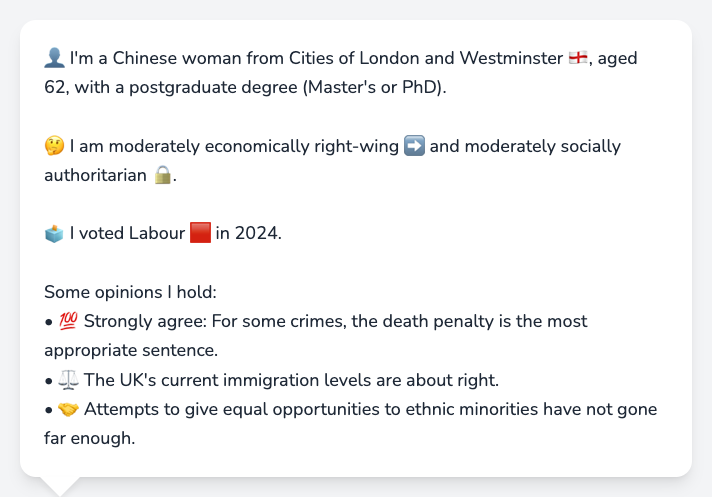 👤 I'm a Chinese woman from Cities of London and Westminster 🏴󠁧󠁢󠁥󠁮󠁧󠁿, aged
62, with a postgraduate degree (Master's or PhD).
🤔 I am moderately economically right-wing ➡️ and moderately socially
authoritarian 🔒.
🗳️ I voted Labour 🟥 in 2024.
Some opinions I hold:
• 💯 Strongly agree: For some crimes, the death penalty is the most
appropriate sentence.
• ⚖️ The UK's current immigration levels are about right.
• 🤝 Attempts to give equal opportunities to ethnic minorities have not gone
far enough.